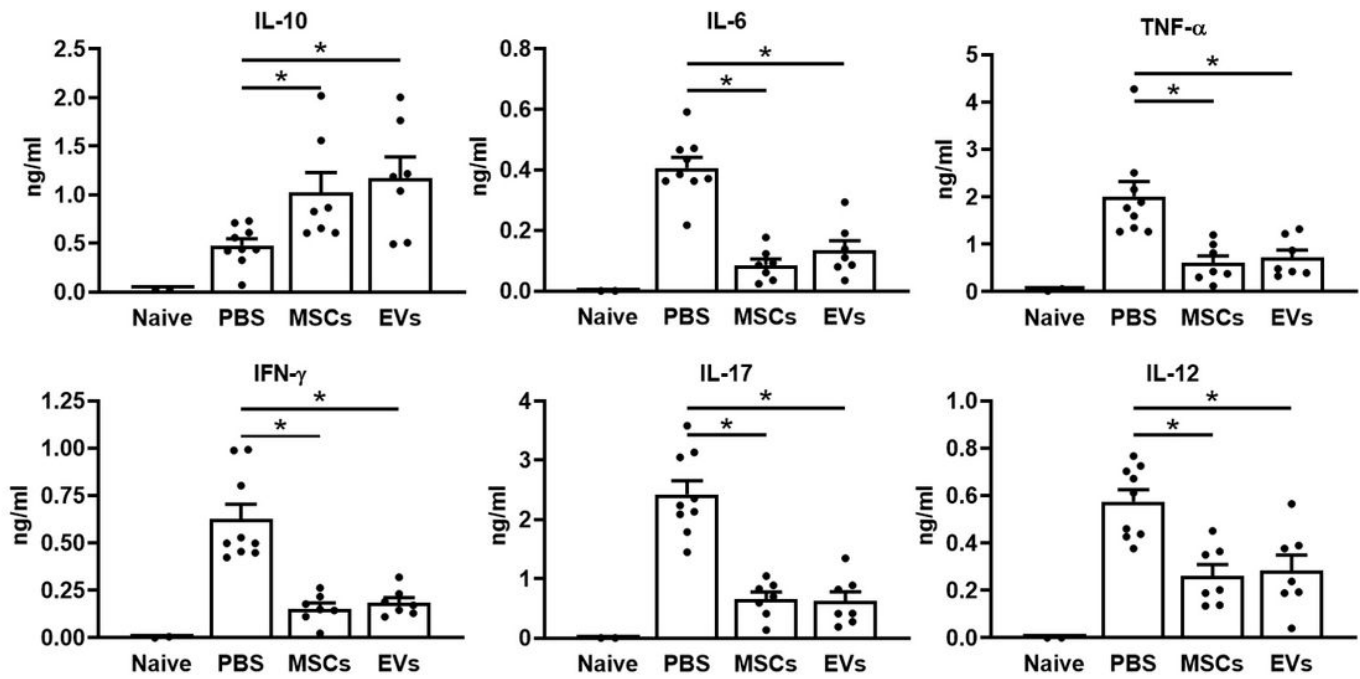 IL-10
2.5
2.0
1.5
1.0
0.5
0.0
ng/ml
* *
Naive PBS MSCs EVs
IL-6
0.8
0.6
0.4
0.2
0.0
ng/ml
* *
Naive PBS MSCs EVs
TNF-α
5
4
3
2
1
0
ng/ml
* *
Naive PBS MSCs EVs
IFN-γ
1.25
1.00
0.75
0.50
0.25
0.00
ng/ml
* *
Naive PBS MSCs EVs
IL-17
4
3
2
1
0
ng/ml
* *
Naive PBS MSCs EVs
IL-12
1.0
0.8
0.6
0.4
0.2
0.0
ng/ml
* *
Naive PBS MSCs EVs